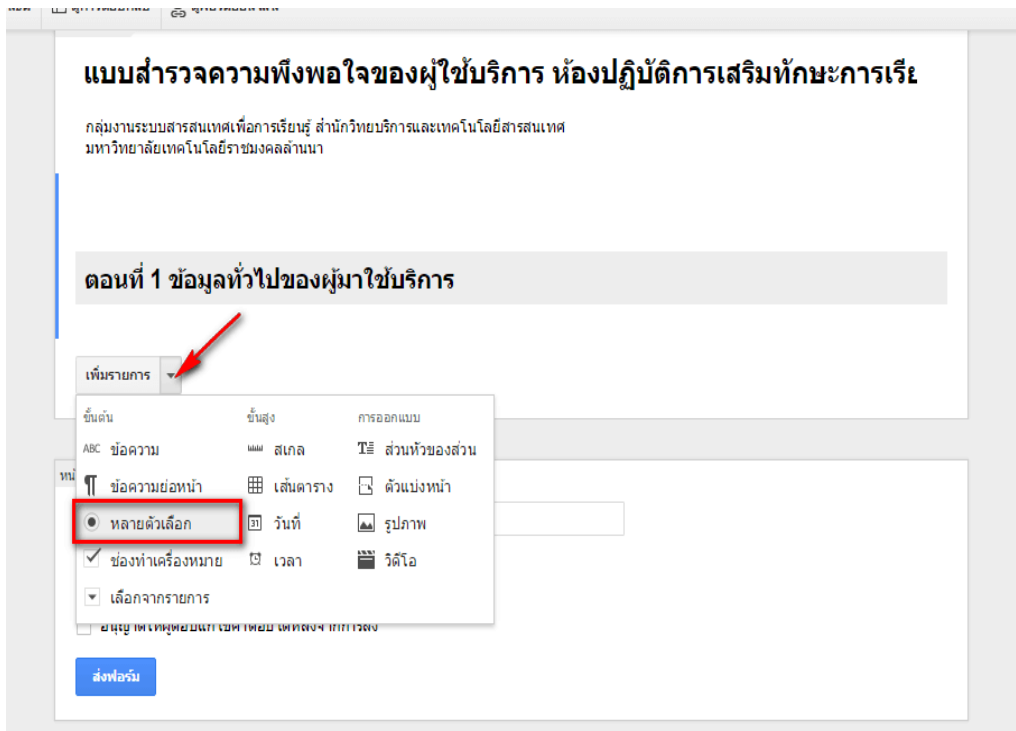 แบบสำรวจความพึงพอใจของผู้ใช้บริการ ห้องปฏิบัติการเสริมทักษะการเรีย
กลุ่มงานระบบสารสนเทศเพื่อการเรียนรู้ สำนักวิทยบริการและเทคโนโลยีสารสนเทศ
มหาวิทยาลัยเทคโนโลยีราชมงคลล้านนา
ตอนที่ 1 ข้อมูลทั่วไปของผู้มาใช้บริการ
เพิ่มรายการ
ขั้นต้น ขั้นสูง การออกแบบ
ABC ข้อความ สเกล ส่วนหัวของส่วน
ข้อความย่อหน้า เส้นตาราง ตัวแบ่งหน้า
หลายตัวเลือก 31 วันที่ รูปภาพ
ช่องทำเครื่องหมาย เวลา วิดีโอ
เลือกจากรายการ
ส่งฟอร์ม